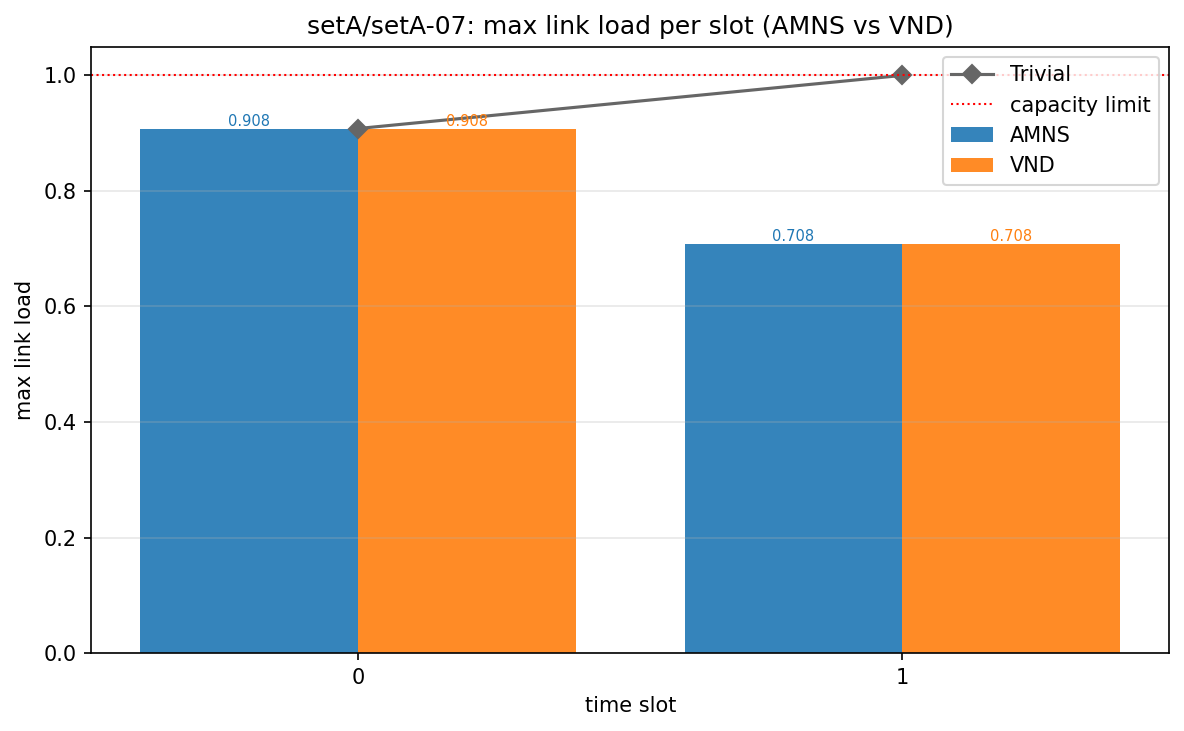 setA/setA-07: max link load per slot (AMNS vs VND)
max link load
1.0
0.8
0.6
0.4
0.2
0.0
0.908
0.908
0.708
0.708
Trivial
capacity limit
AMNS
VND
0
1
time slot